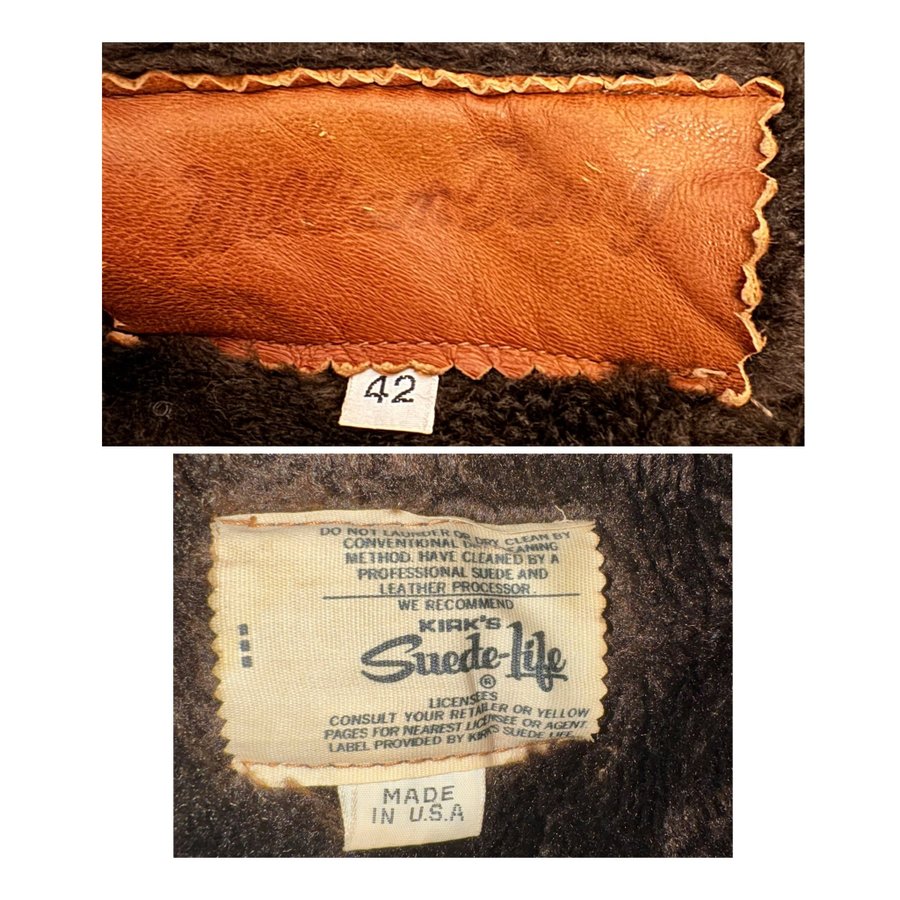 42
DO NOT LAUNDER OR DRY CLEAN BY
CONVENTIONAL CLEANING
METHOD. HAVE CLEANED BY A
PROFESSIONAL SUEDE AND
LEATHER PROCESSOR.
WE RECOMMEND
KIRK'S
Suede-life
®
LICENSEES
CONSULT YOUR RETAILER OR YELLOW
PAGES FOR NEAREST LICENSEE OR AGENT.
LABEL PROVIDED BY KIRK'S SUEDE LIFE
MADE
IN U.S.A